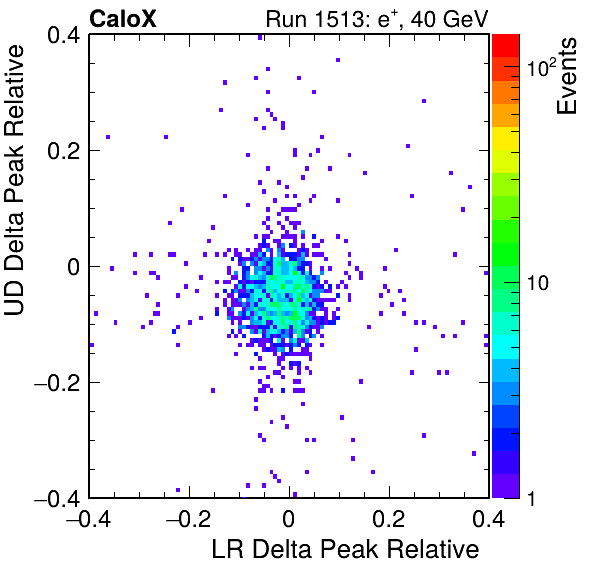 CaloX Run 1513: e⁺, 40 GeV
UD Delta Peak Relative
0.4
0.2
0
−0.2
−0.4
−0.4 −0.2 0 0.2 0.4
LR Delta Peak Relative
Events
10²
10
1